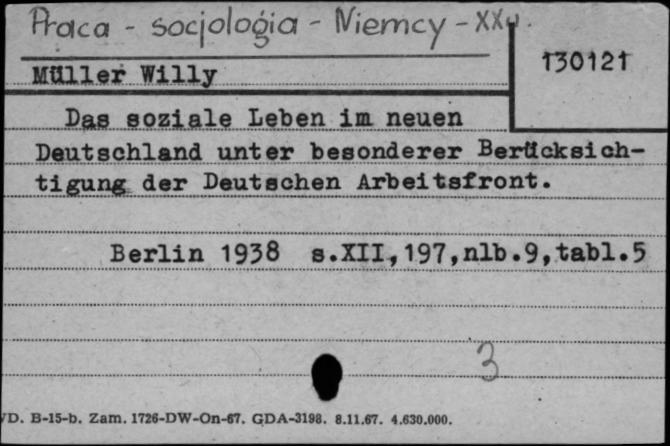 Praca - socjologia - Niemcy - XX w.
130121
Müller Willy
Das soziale Leben im neuen
Deutschland unter besonderer Berücksich-
tigung der Deutschen Arbeitsfront.
Berlin 1938 s.XII,197,nlb.9,tabl.5
3
D. B-15-b. Zam. 1726-DW-On-67. GDA-3198. 8.11.67. 4.630.000.